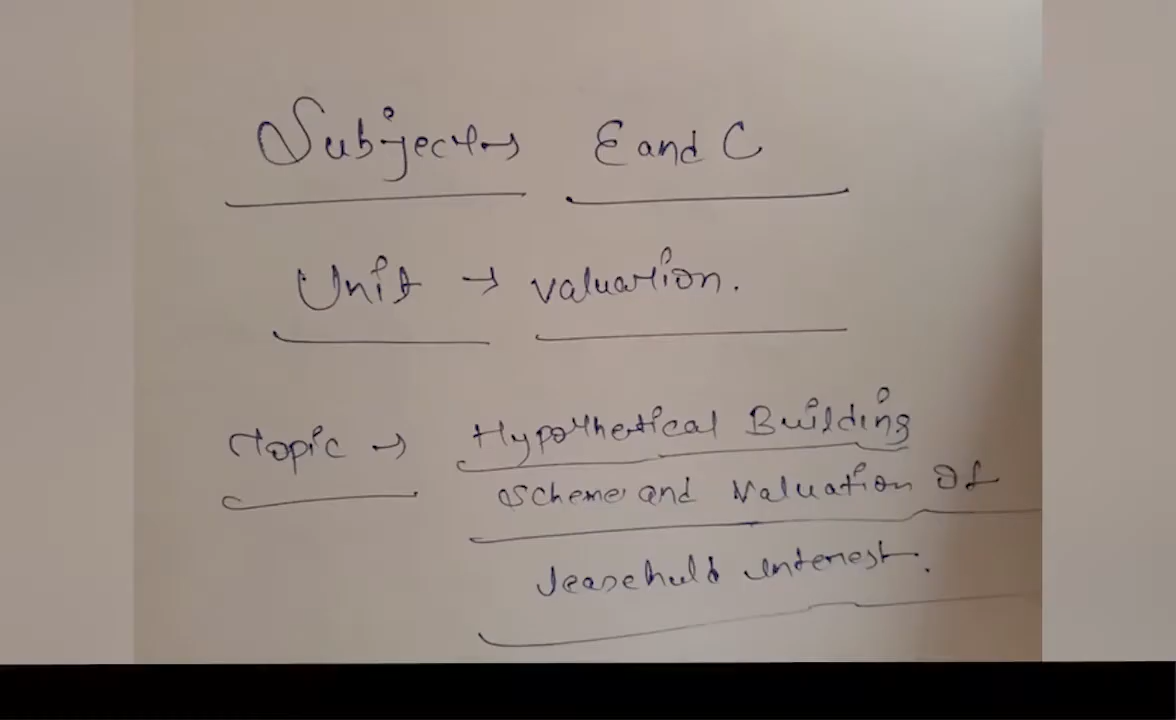 Subject → E and C
Unit → valuation.
Topic → Hypothetical Building
Scheme and Valuation Of
leasehold interest.